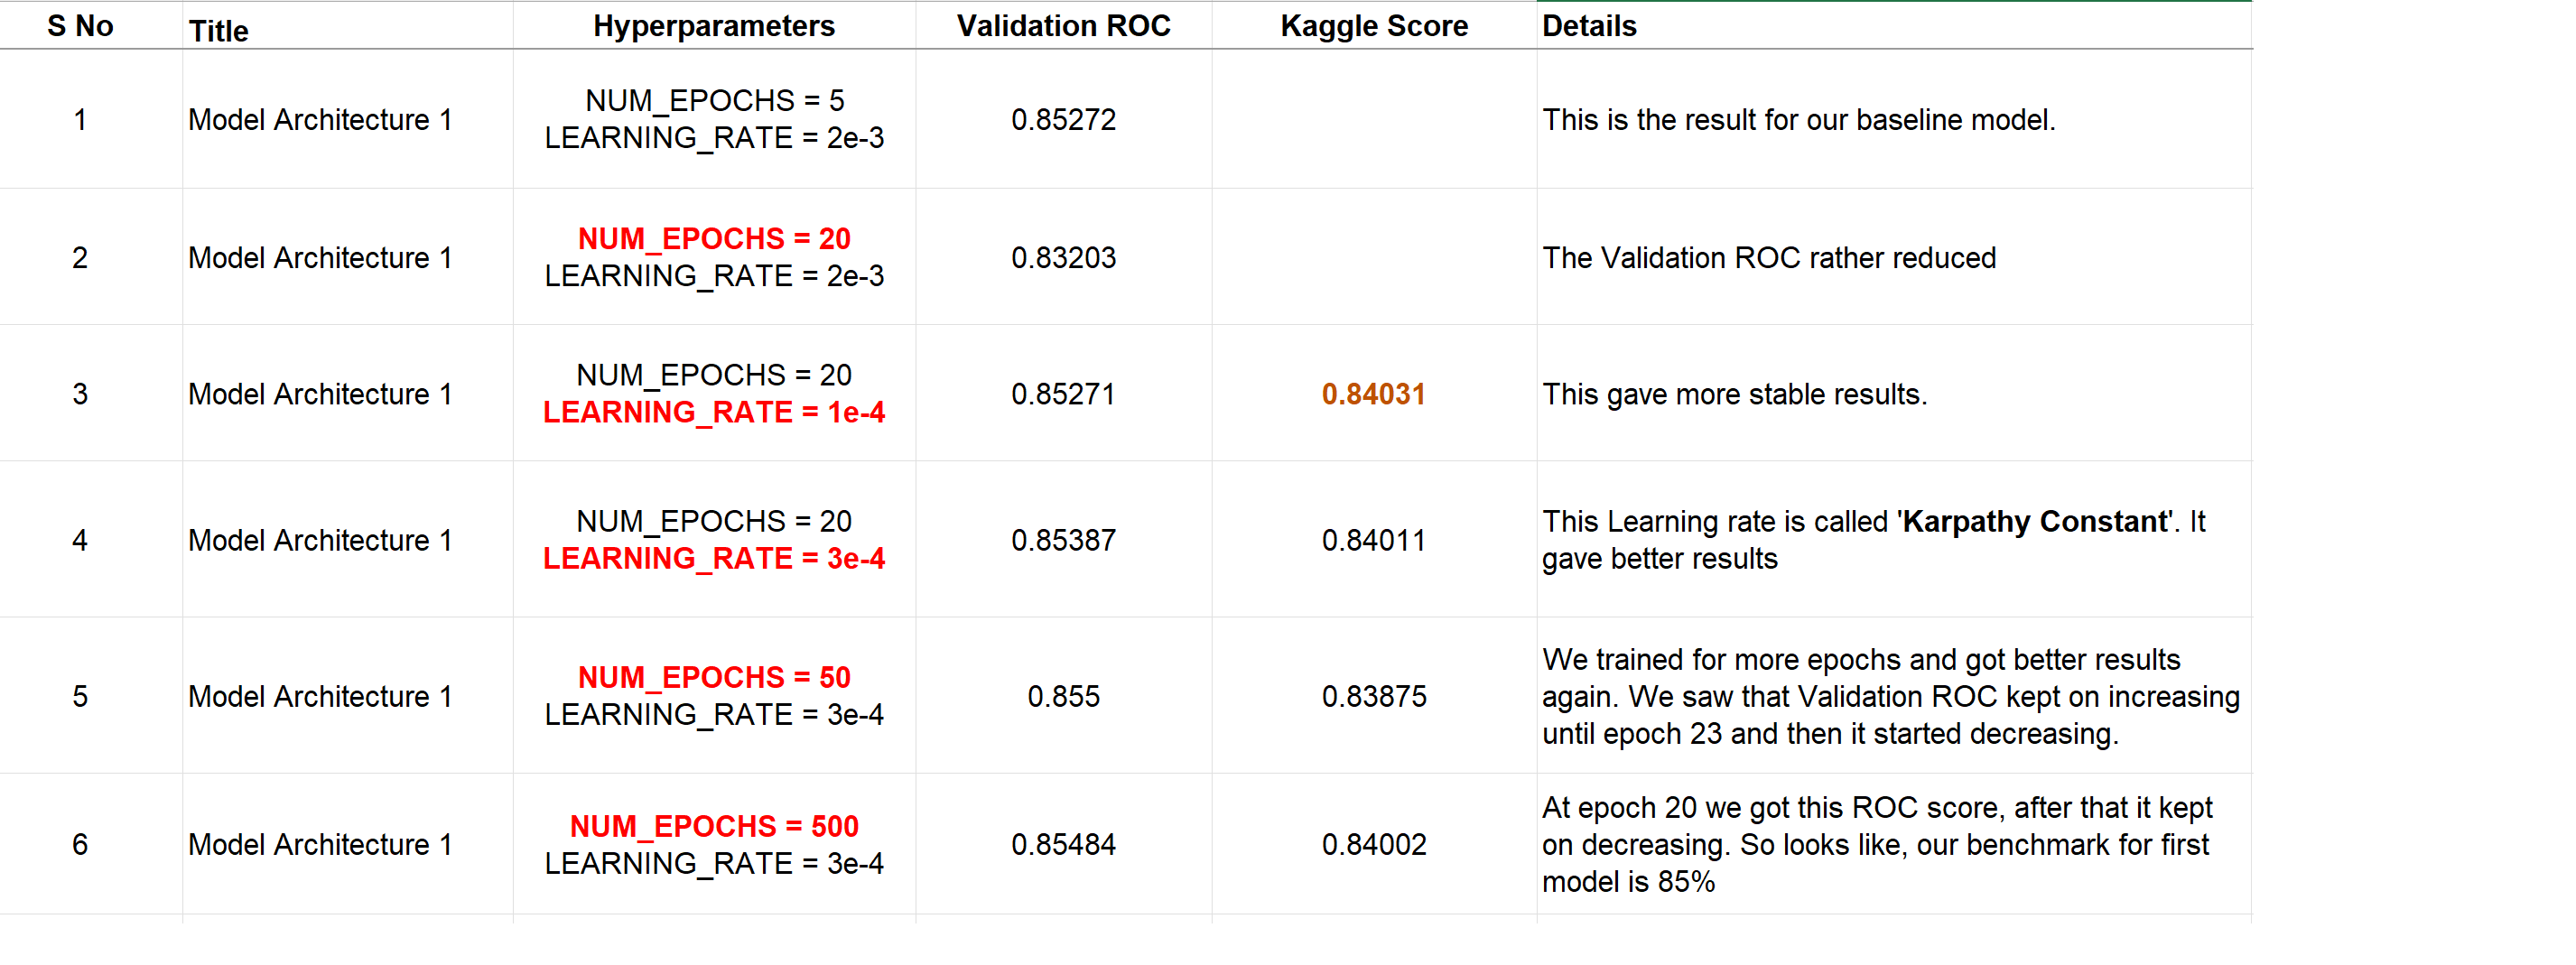 S No Title Hyperparameters Validation ROC Kaggle Score Details
1 Model Architecture 1 NUM_EPOCHS = 5
LEARNING_RATE = 2e-3 0.85272 This is the result for our baseline model.
2 Model Architecture 1 NUM_EPOCHS = 20
LEARNING_RATE = 2e-3 0.83203 The Validation ROC rather reduced
3 Model Architecture 1 NUM_EPOCHS = 20
LEARNING_RATE = 1e-4 0.85271 0.84031 This gave more stable results.
4 Model Architecture 1 NUM_EPOCHS = 20
LEARNING_RATE = 3e-4 0.85387 0.84011 This Learning rate is called 'Karpathy Constant'. It
gave better results
5 Model Architecture 1 NUM_EPOCHS = 50
LEARNING_RATE = 3e-4 0.855 0.83875 We trained for more epochs and got better results
again. We saw that Validation ROC kept on increasing
until epoch 23 and then it started decreasing.
6 Model Architecture 1 NUM_EPOCHS = 500
LEARNING_RATE = 3e-4 0.85484 0.84002 At epoch 20 we got this ROC score, after that it kept
on decreasing. So looks like, our benchmark for first
model is 85%